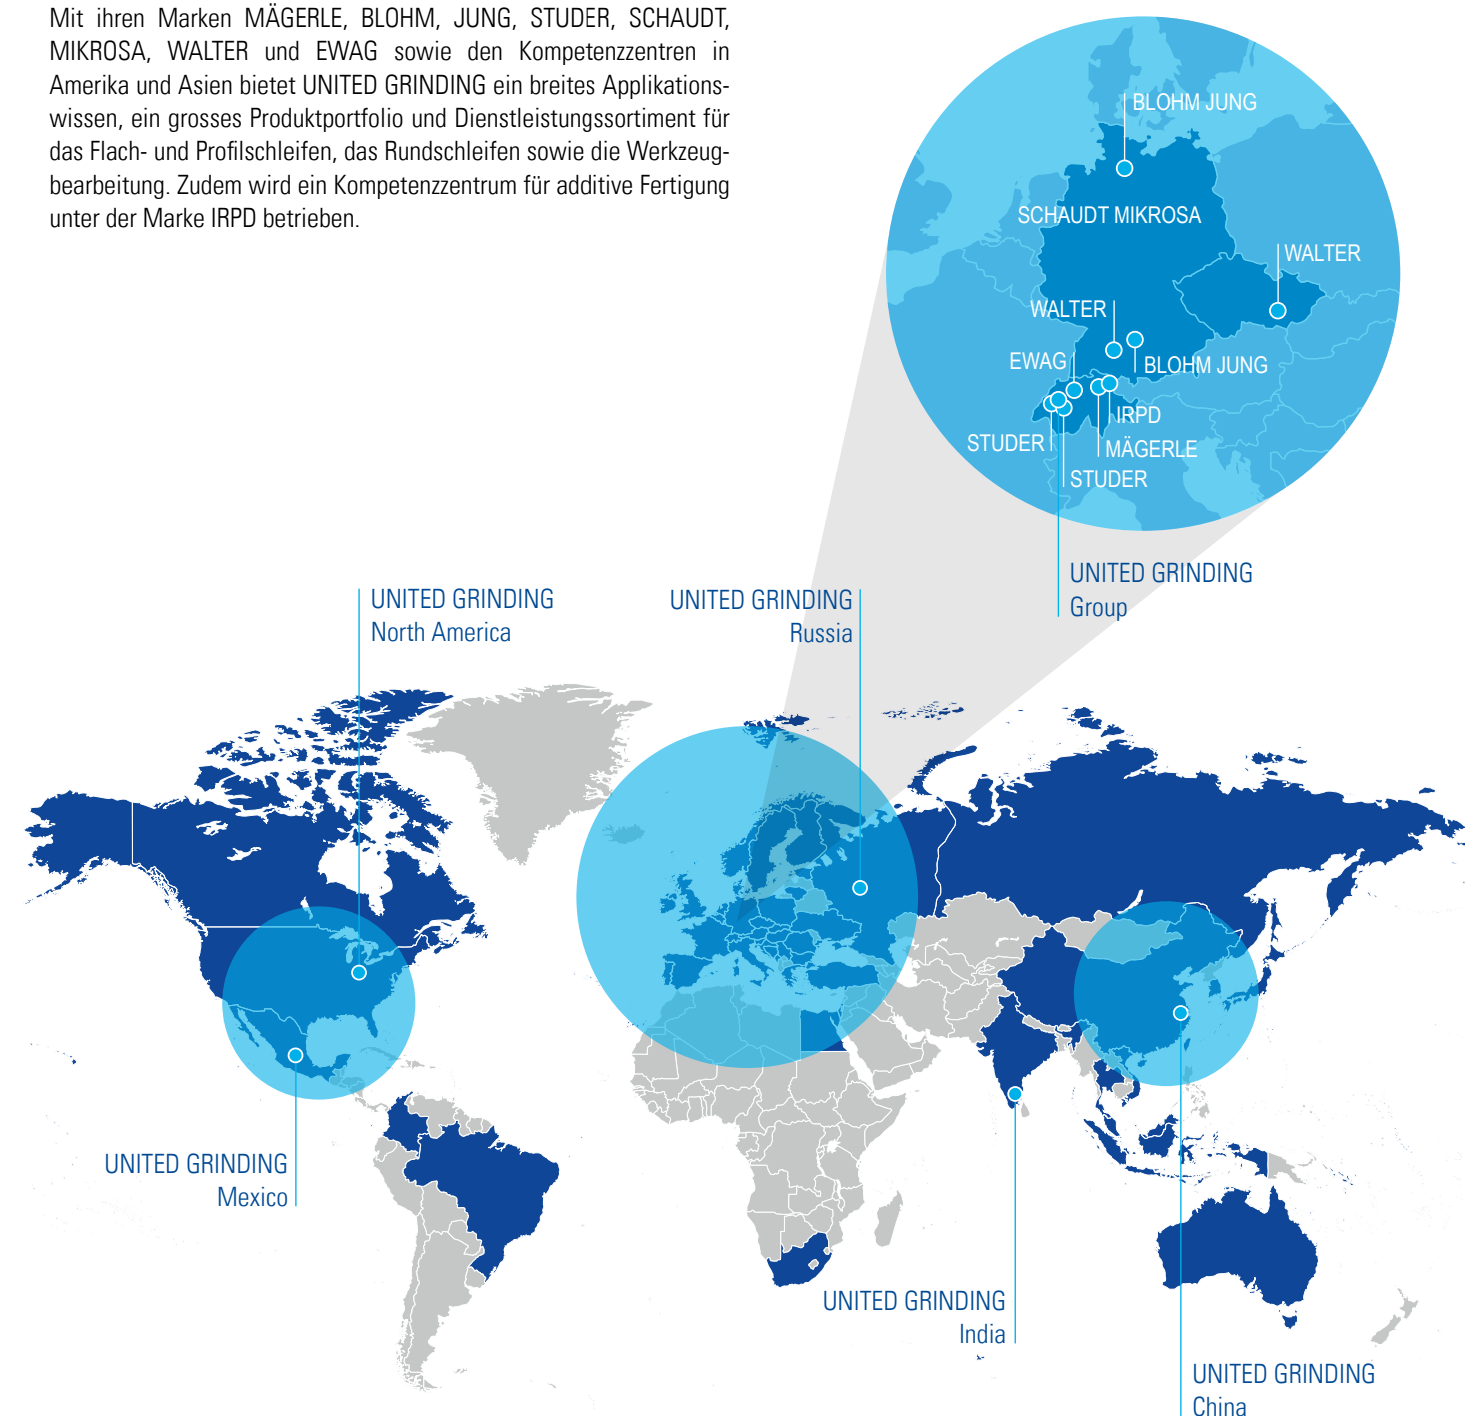 Mit ihren Marken MÄGERLE, BLOHM, JUNG, STUDER, SCHAUDT,
MIKROSA, WALTER und EWAG sowie den Kompetenzzentren in
Amerika und Asien bietet UNITED GRINDING ein breites Applikations-
wissen, ein grosses Produktportfolio und Dienstleistungssortiment für
das Flach- und Profilschleifen, das Rundschleifen sowie die Werkzeug-
bearbeitung. Zudem wird ein Kompetenzzentrum für additive Fertigung
unter der Marke IRPD betrieben.
BLOHM JUNG
SCHAUDT MIKROSA
WALTER
WALTER
EWAG
BLOHM JUNG
IRPD
STUDER
MÄGERLE
STUDER
UNITED GRINDING
Group
UNITED GRINDING
North America
UNITED GRINDING
Russia
UNITED GRINDING
Mexico
UNITED GRINDING
India
UNITED GRINDING
China